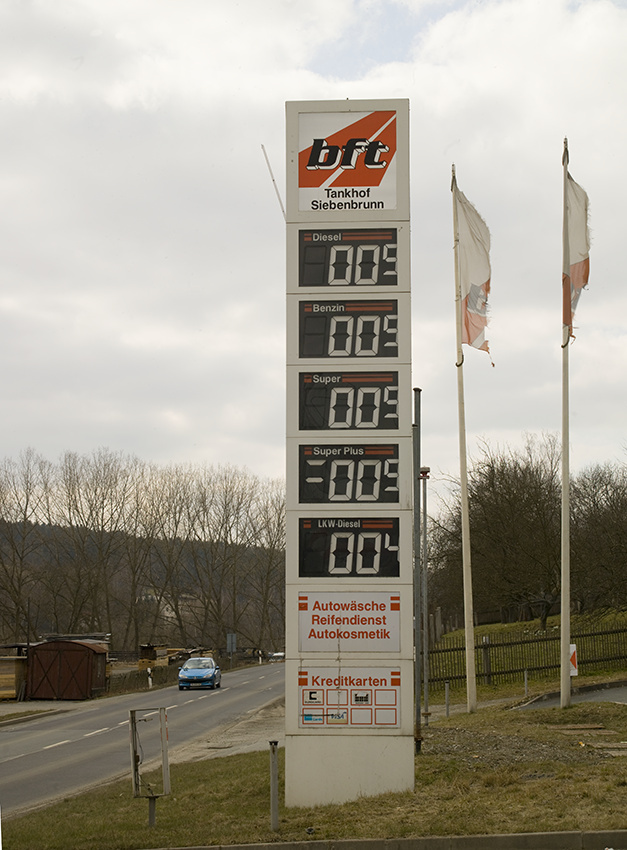 bft
Tankhof
Siebenbrunn
Diesel
005
Benzin
005
Super
005
Super Plus
-005
LKW-Diesel
004
Autowäsche
Reifendienst
Autokosmetik
Kreditkarten
VISA